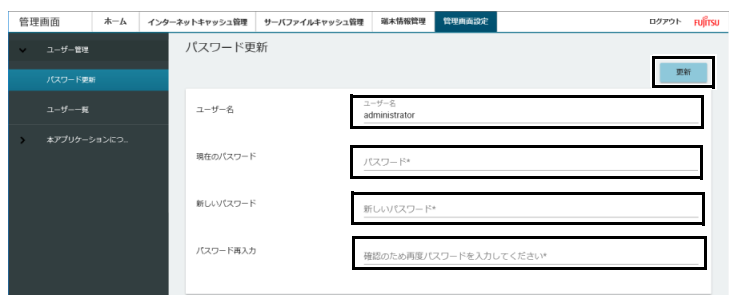 管理画面 ホーム インターネットキャッシュ管理 サーバファイルキャッシュ管理 端末情報管理 管理画面設定 ログアウト FUJITSU
ユーザー管理
パスワード更新
ユーザー一覧
本アプリケーションにつ...
パスワード更新
更新
ユーザー名
ユーザー名
administrator
現在のパスワード
パスワード*
新しいパスワード
新しいパスワード*
パスワード再入力
確認のため再度パスワードを入力してください*